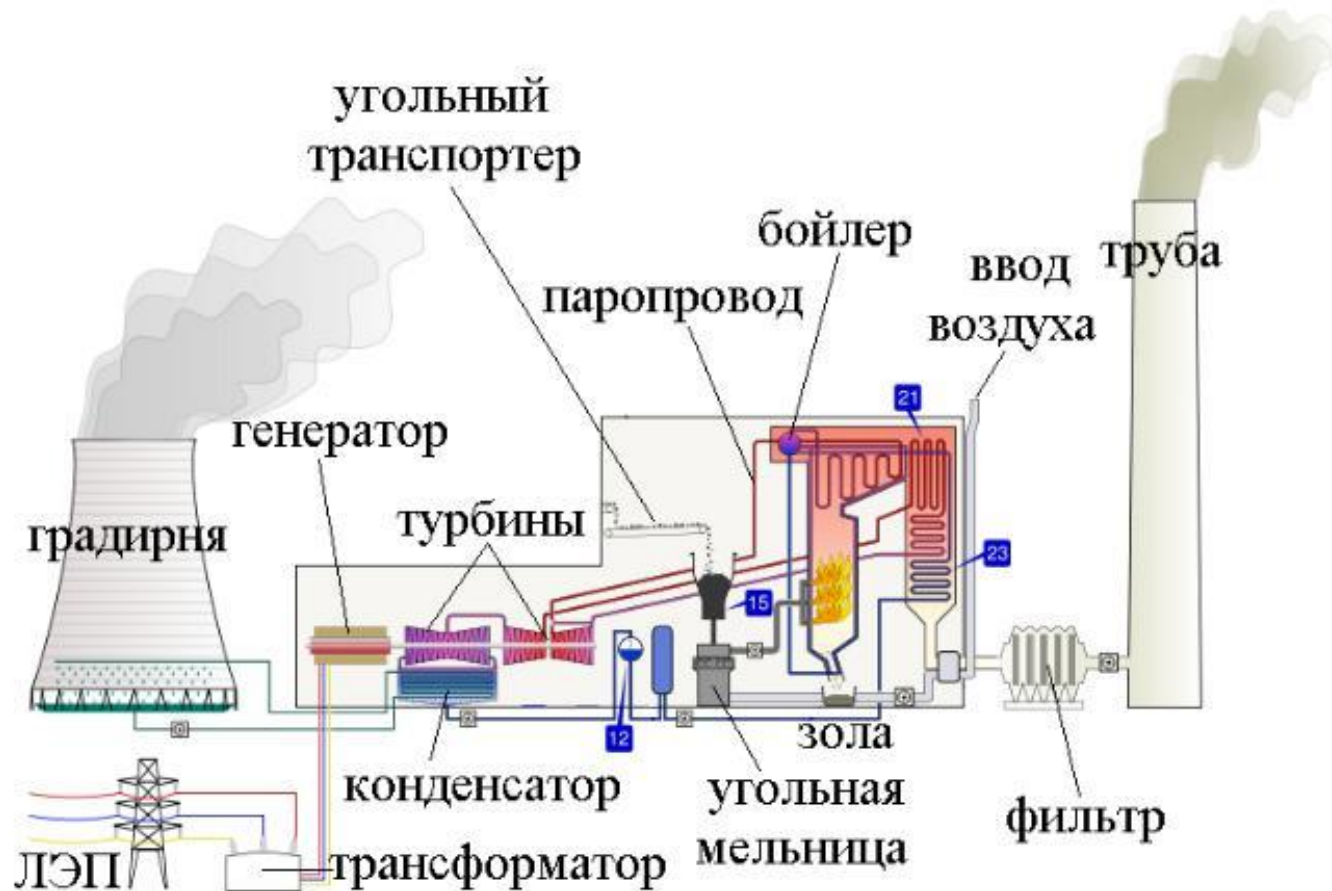 угольный
транспортер
бойлер
паропровод
ввод
воздуха
труба
21
генератор
градирня
турбины
23
15
12
зола
конденсатор
угольная
мельница
фильтр
ЛЭП
трансформатор